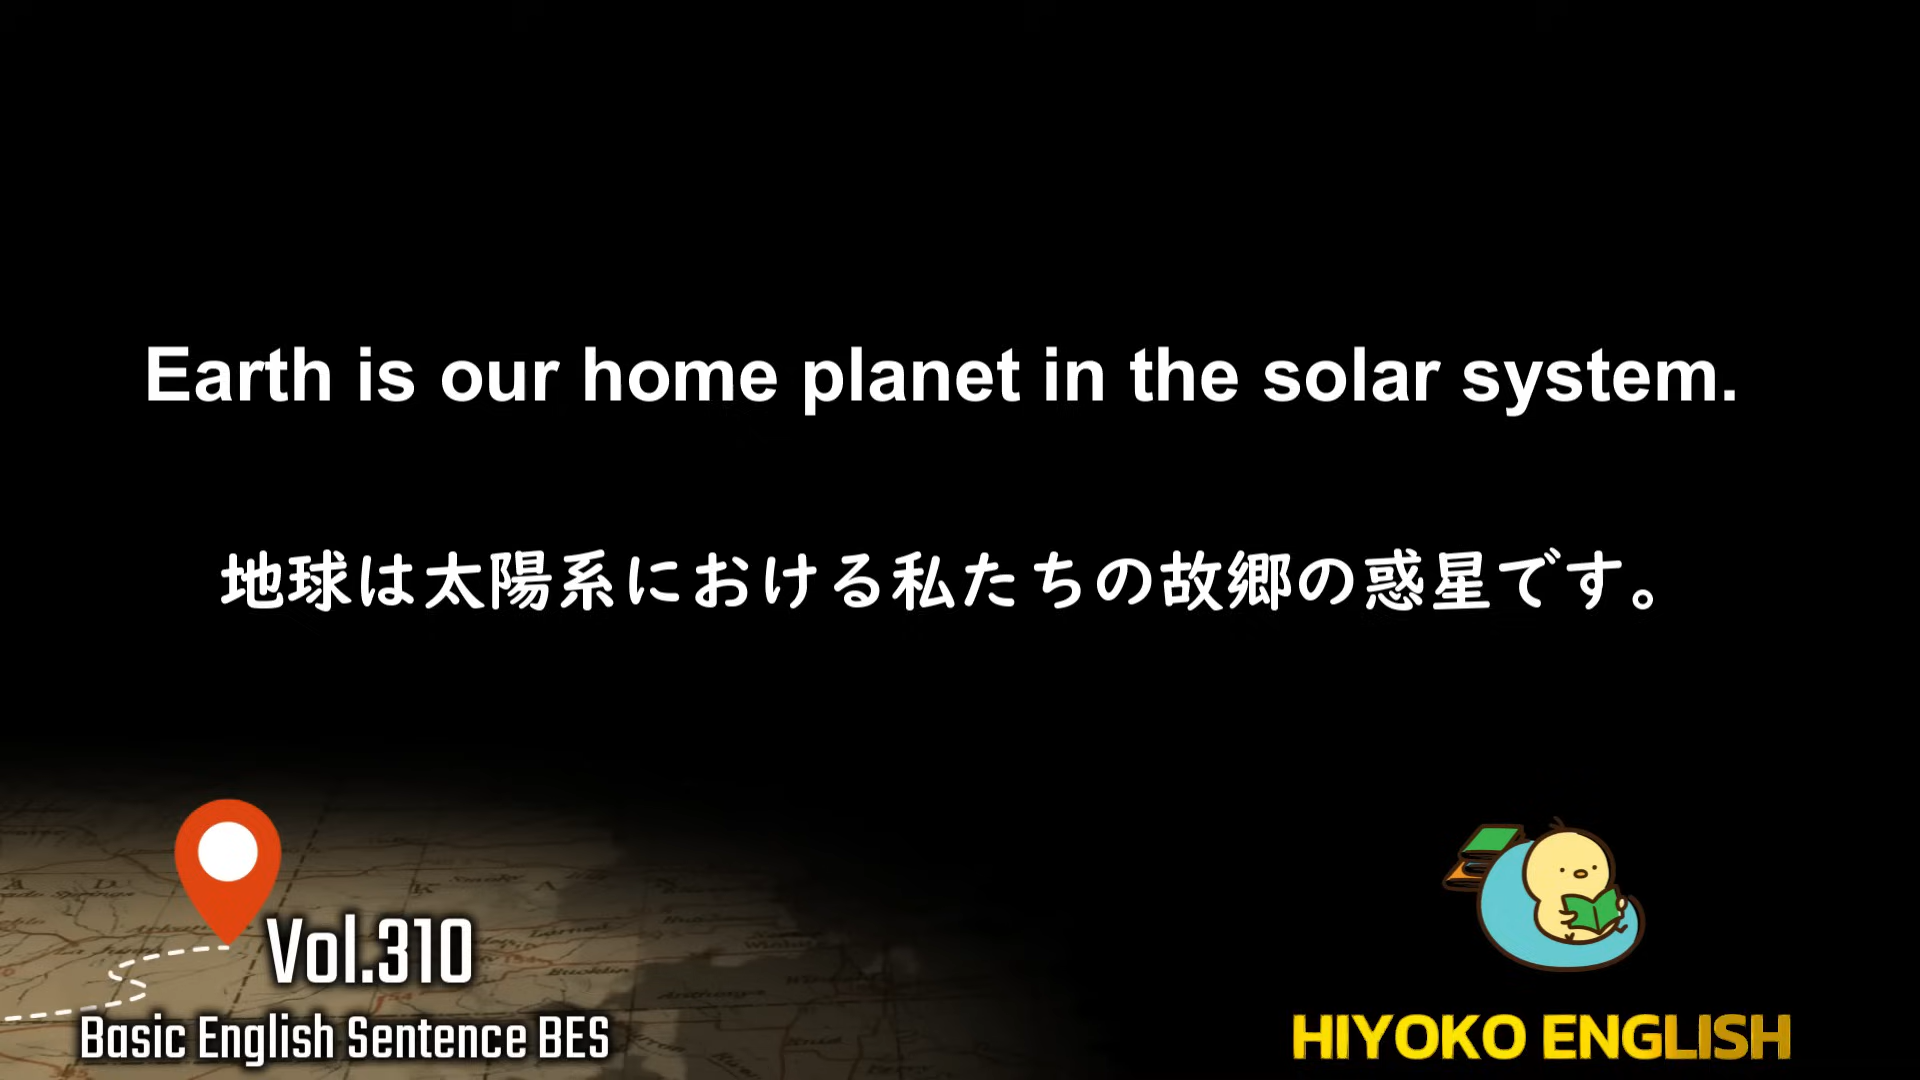 Earth is our home planet in the solar system.
地球は太陽系における私たちの故郷の惑星です。
Vol.310
Basic English Sentence BES
HIYOKO ENGLISH